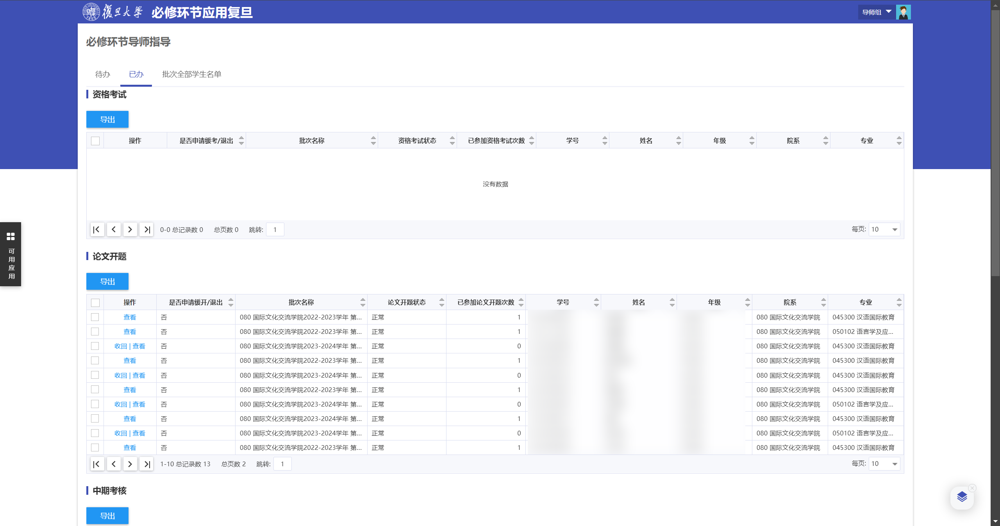 復旦大學 必修环节应用复旦 导师组
必修环节导师指导
待办 已办 批次全部学生名单
资格考试
导出
操作 是否申请缓考/退出 批次名称 资格考试状态 已参加资格考试次数 学号 姓名 年级 院系 专业
没有数据
0-0 总记录数 0 总页数 0 跳转: 1 每页: 10
可用应用
论文开题
导出
操作 是否申请缓开/退出 批次名称 论文开题状态 已参加论文开题次数 学号 姓名 年级 院系 专业
查看 否 080 国际文化交流学院2022-2023学年 第... 正常 1 080 国际文化交流学院 045300 汉语国际教育
查看 否 080 国际文化交流学院2022-2023学年 第... 正常 1 080 国际文化交流学院 050102 语言学及应...
收回 | 查看 否 080 国际文化交流学院2023-2024学年 第... 正常 0 080 国际文化交流学院 045300 汉语国际教育
查看 否 080 国际文化交流学院2022-2023学年 第... 正常 1 080 国际文化交流学院 045300 汉语国际教育
收回 | 查看 否 080 国际文化交流学院2023-2024学年 第... 正常 0 080 国际文化交流学院 045300 汉语国际教育
查看 否 080 国际文化交流学院2022-2023学年 第... 正常 1 080 国际文化交流学院 045300 汉语国际教育
收回 | 查看 否 080 国际文化交流学院2023-2024学年 第... 正常 0 080 国际文化交流学院 050102 语言学及应...
查看 否 080 国际文化交流学院2023-2024学年 第... 正常 1 080 国际文化交流学院 045300 汉语国际教育
收回 | 查看 否 080 国际文化交流学院2023-2024学年 第... 正常 0 080 国际文化交流学院 050102 语言学及应...
查看 否 080 国际文化交流学院2022-2023学年 第... 正常 1 080 国际文化交流学院 045300 汉语国际教育
1-10 总记录数 13 总页数 2 跳转: 1 每页: 10
中期考核
导出